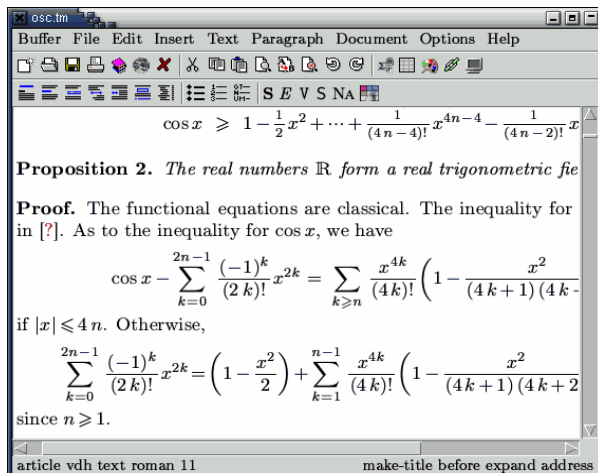 osc.tm
Buffer File Edit Insert Text Paragraph Document Options Help
S E V S NA
cos x ⩾ 1 − 1/2 x^2 + ··· + 1/(4n−4)! x^{4n−4} − 1/(4n−2)! x
Proposition 2. The real numbers ℝ form a real trigonometric fie
Proof. The functional equations are classical. The inequality for
in [?]. As to the inequality for cos x, we have
cos x − ∑_{k=0}^{2n−1} (−1)^k/(2k)! x^{2k} = ∑_{k⩾n} x^{4k}/(4k)! (1 − x^2/((4k+1)(4k-
if |x| ⩽ 4n. Otherwise,
∑_{k=0}^{2n−1} (−1)^k/(2k)! x^{2k} = (1 − x^2/2) + ∑_{k=1}^{n−1} x^{4k}/(4k)! (1 − x^2/((4k+1)(4k+2
since n ⩾ 1.
article vdh text roman 11 make-title before expand address